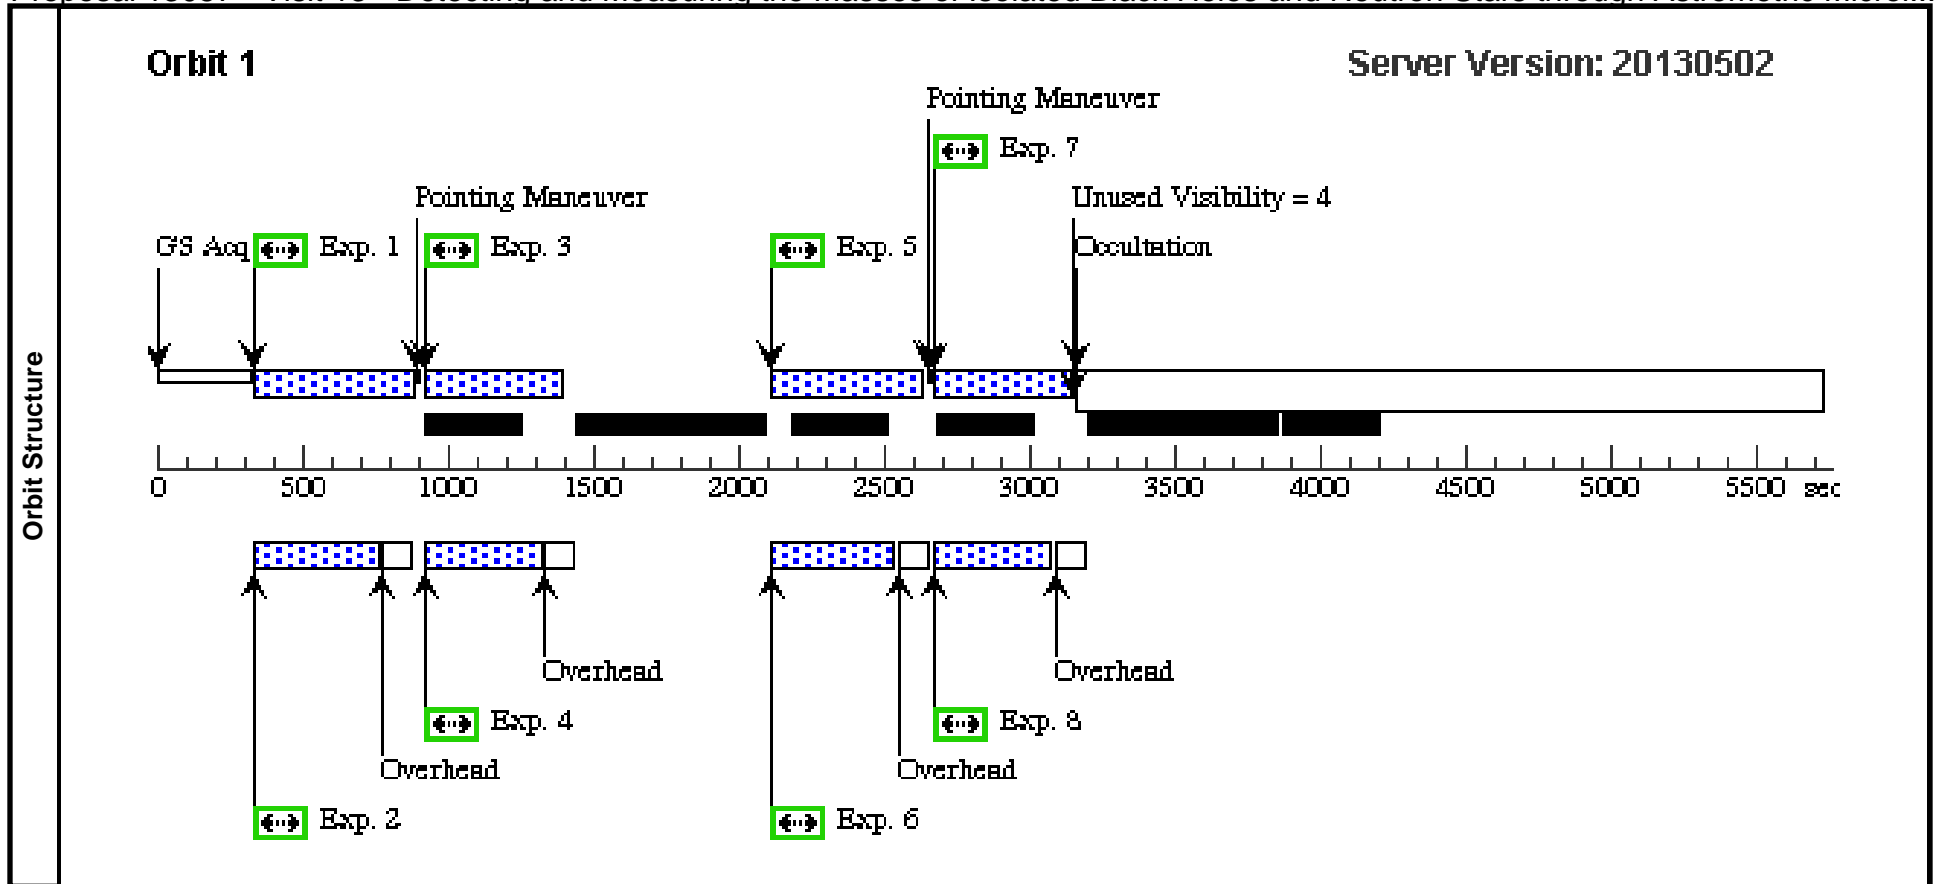 Orbit 1
Server Version: 20130502
Pointing Maneuver
Exp. 7
Pointing Maneuver
Unused Visibility = 4
GS Acq
Exp. 1
Exp. 3
Exp. 5
Occultation
Orbit Structure
0 500 1000 1500 2000 2500 3000 3500 4000 4500 5000 5500 sec
Overhead
Overhead
Exp. 4
Exp. 8
Overhead
Overhead
Exp. 2
Exp. 6